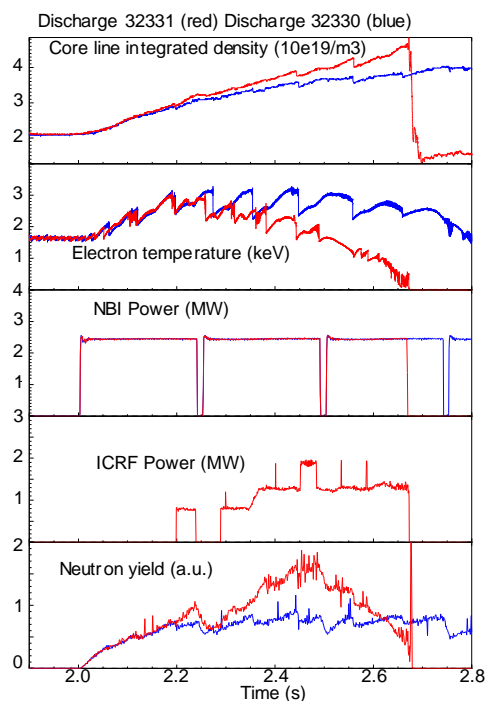 Discharge 32331 (red) Discharge 32330 (blue)
Core line integrated density (10e19/m3)
4
3
2
3
2
Electron temperature (keV)
1
4
NBI Power (MW)
2
1
3
ICRF Power (MW)
2
1
2
Neutron yield (a.u.)
1
0
2.0 2.2 2.4 2.6 2.8
Time (s)